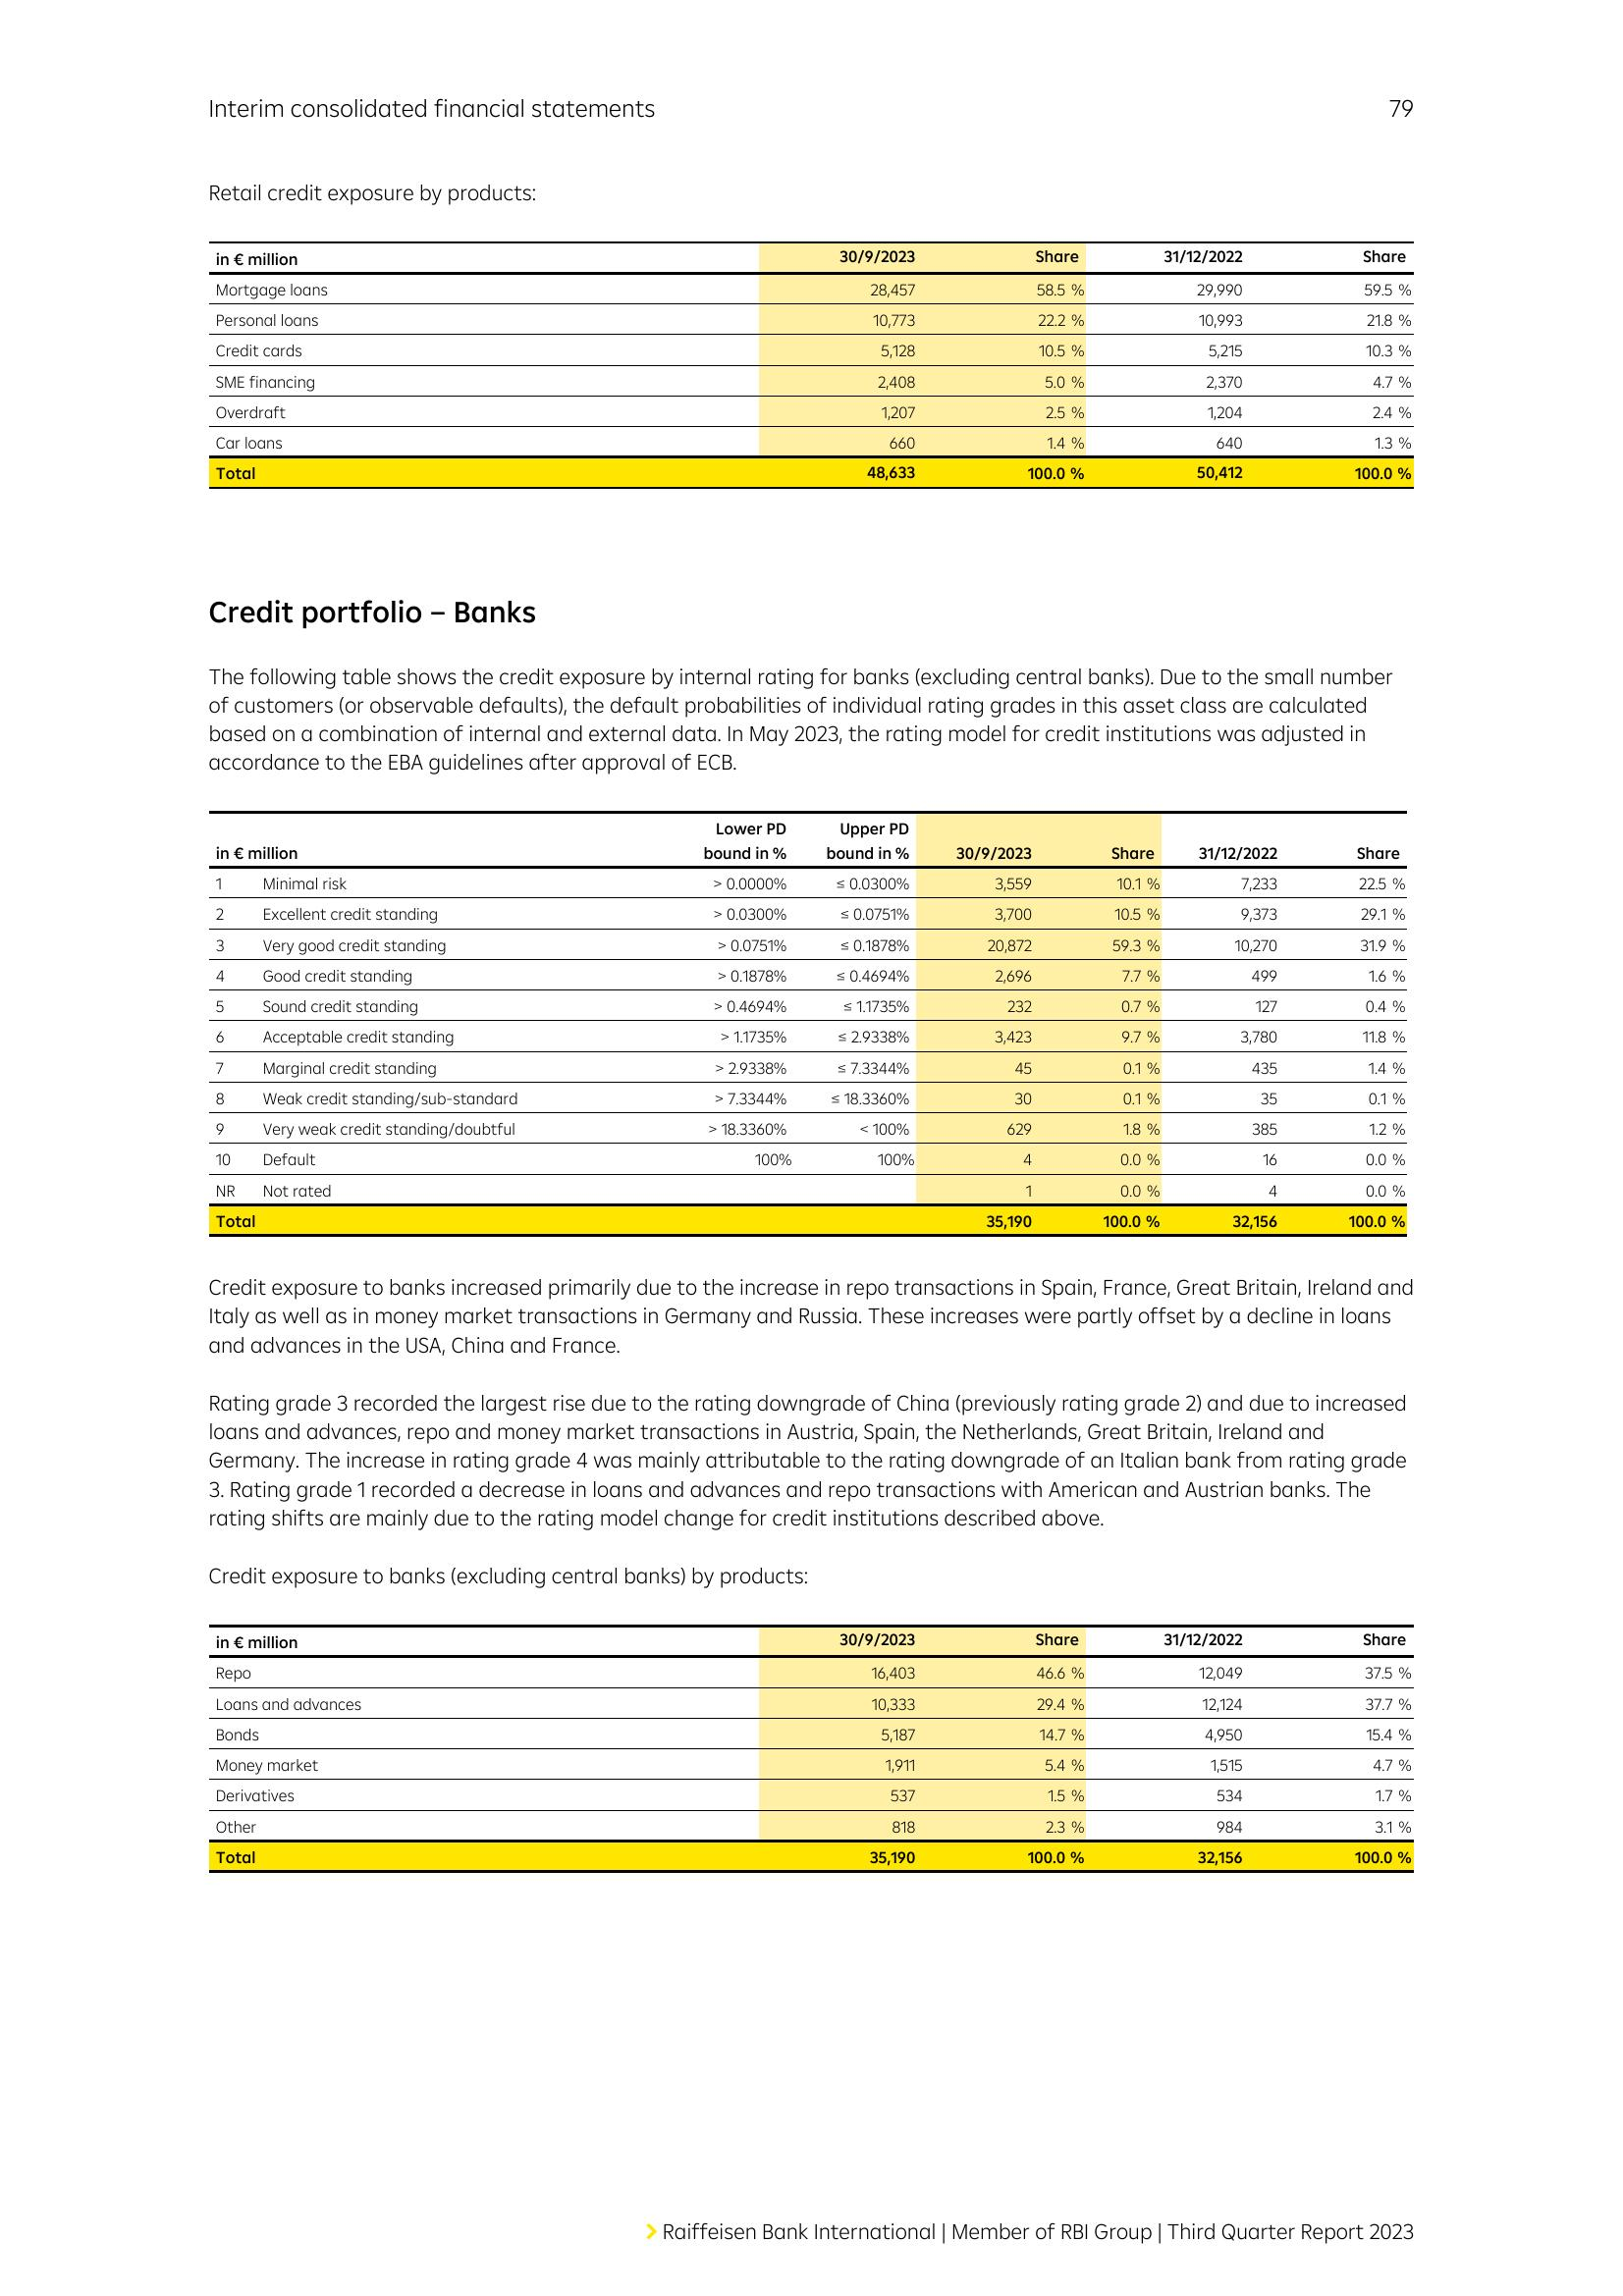 Interim consolidated financial statements 79
Retail credit exposure by products:
in € million 30/9/2023 Share 31/12/2022 Share
Mortgage loans 28,457 58.5 % 29,990 59.5 %
Personal loans 10,773 22.2 % 10,993 21.8 %
Credit cards 5,128 10.5 % 5,215 10.3 %
SME financing 2,408 5.0 % 2,370 4.7 %
Overdraft 1,207 2.5 % 1,204 2.4 %
Car loans 660 1.4 % 640 1.3 %
Total 48,633 100.0 % 50,412 100.0 %
Credit portfolio – Banks
The following table shows the credit exposure by internal rating for banks (excluding central banks). Due to the small number
of customers (or observable defaults), the default probabilities of individual rating grades in this asset class are calculated
based on a combination of internal and external data. In May 2023, the rating model for credit institutions was adjusted in
accordance to the EBA guidelines after approval of ECB.
Lower PD Upper PD
in € million bound in % bound in % 30/9/2023 Share 31/12/2022 Share
1 Minimal risk > 0.0000% ≤ 0.0300% 3,559 10.1 % 7,233 22.5 %
2 Excellent credit standing > 0.0300% ≤ 0.0751% 3,700 10.5 % 9,373 29.1 %
3 Very good credit standing > 0.0751% ≤ 0.1878% 20,872 59.3 % 10,270 31.9 %
4 Good credit standing > 0.1878% ≤ 0.4694% 2,696 7.7 % 499 1.6 %
5 Sound credit standing > 0.4694% ≤ 1.1735% 232 0.7 % 127 0.4 %
6 Acceptable credit standing > 1.1735% ≤ 2.9338% 3,423 9.7 % 3,780 11.8 %
7 Marginal credit standing > 2.9338% ≤ 7.3344% 45 0.1 % 435 1.4 %
8 Weak credit standing/sub-standard > 7.3344% ≤ 18.3360% 30 0.1 % 35 0.1 %
9 Very weak credit standing/doubtful > 18.3360% < 100% 629 1.8 % 385 1.2 %
10 Default 100% 100% 4 0.0 % 16 0.0 %
NR Not rated 1 0.0 % 4 0.0 %
Total 35,190 100.0 % 32,156 100.0 %
Credit exposure to banks increased primarily due to the increase in repo transactions in Spain, France, Great Britain, Ireland and
Italy as well as in money market transactions in Germany and Russia. These increases were partly offset by a decline in loans
and advances in the USA, China and France.
Rating grade 3 recorded the largest rise due to the rating downgrade of China (previously rating grade 2) and due to increased
loans and advances, repo and money market transactions in Austria, Spain, the Netherlands, Great Britain, Ireland and
Germany. The increase in rating grade 4 was mainly attributable to the rating downgrade of an Italian bank from rating grade
3. Rating grade 1 recorded a decrease in loans and advances and repo transactions with American and Austrian banks. The
rating shifts are mainly due to the rating model change for credit institutions described above.
Credit exposure to banks (excluding central banks) by products:
in € million 30/9/2023 Share 31/12/2022 Share
Repo 16,403 46.6 % 12,049 37.5 %
Loans and advances 10,333 29.4 % 12,124 37.7 %
Bonds 5,187 14.7 % 4,950 15.4 %
Money market 1,911 5.4 % 1,515 4.7 %
Derivatives 537 1.5 % 534 1.7 %
Other 818 2.3 % 984 3.1 %
Total 35,190 100.0 % 32,156 100.0 %
Raiffeisen Bank International | Member of RBI Group | Third Quarter Report 2023